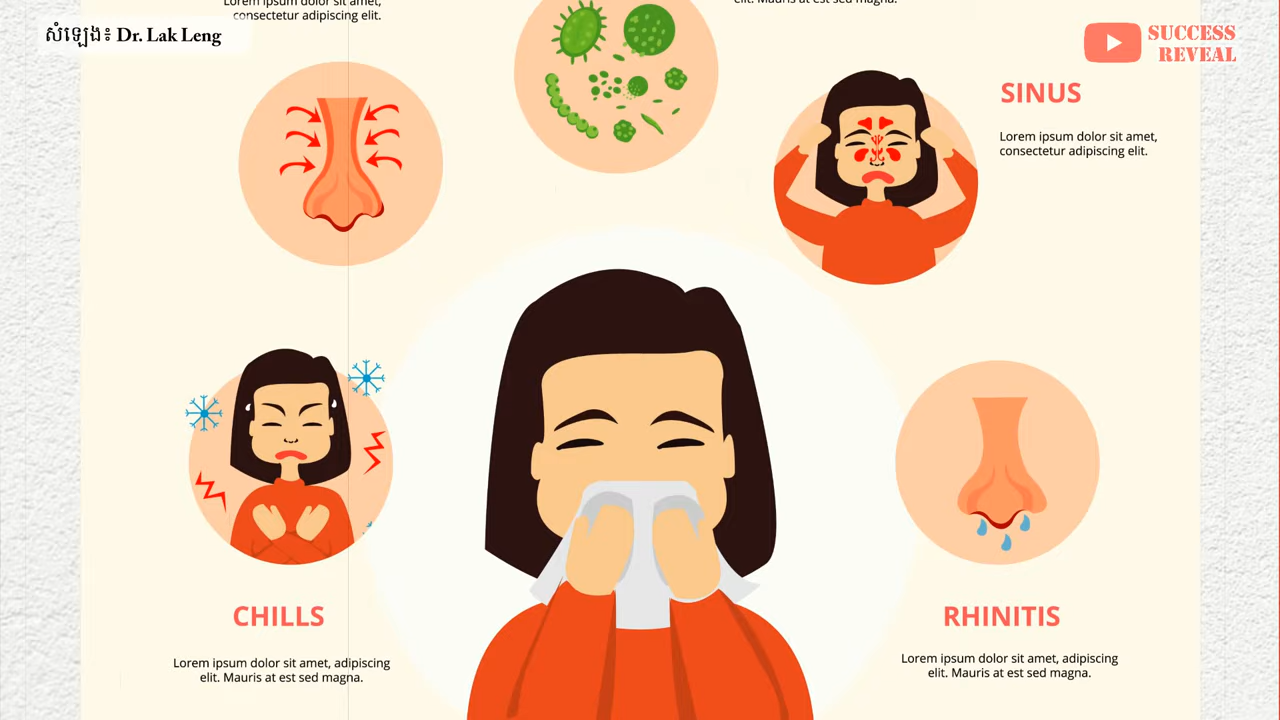 Lorem ipsum dolor sit amet,
consectetur adipiscing elit.
elit. Mauris at est sed magna.
សំឡេង៖ Dr. Lak Leng
SUCCESS
REVEAL
SINUS
Lorem ipsum dolor sit amet,
consectetur adipiscing elit.
CHILLS
Lorem ipsum dolor sit amet, adipiscing
elit. Mauris at est sed magna.
RHINITIS
Lorem ipsum dolor sit amet, adipiscing
elit. Mauris at est sed magna.